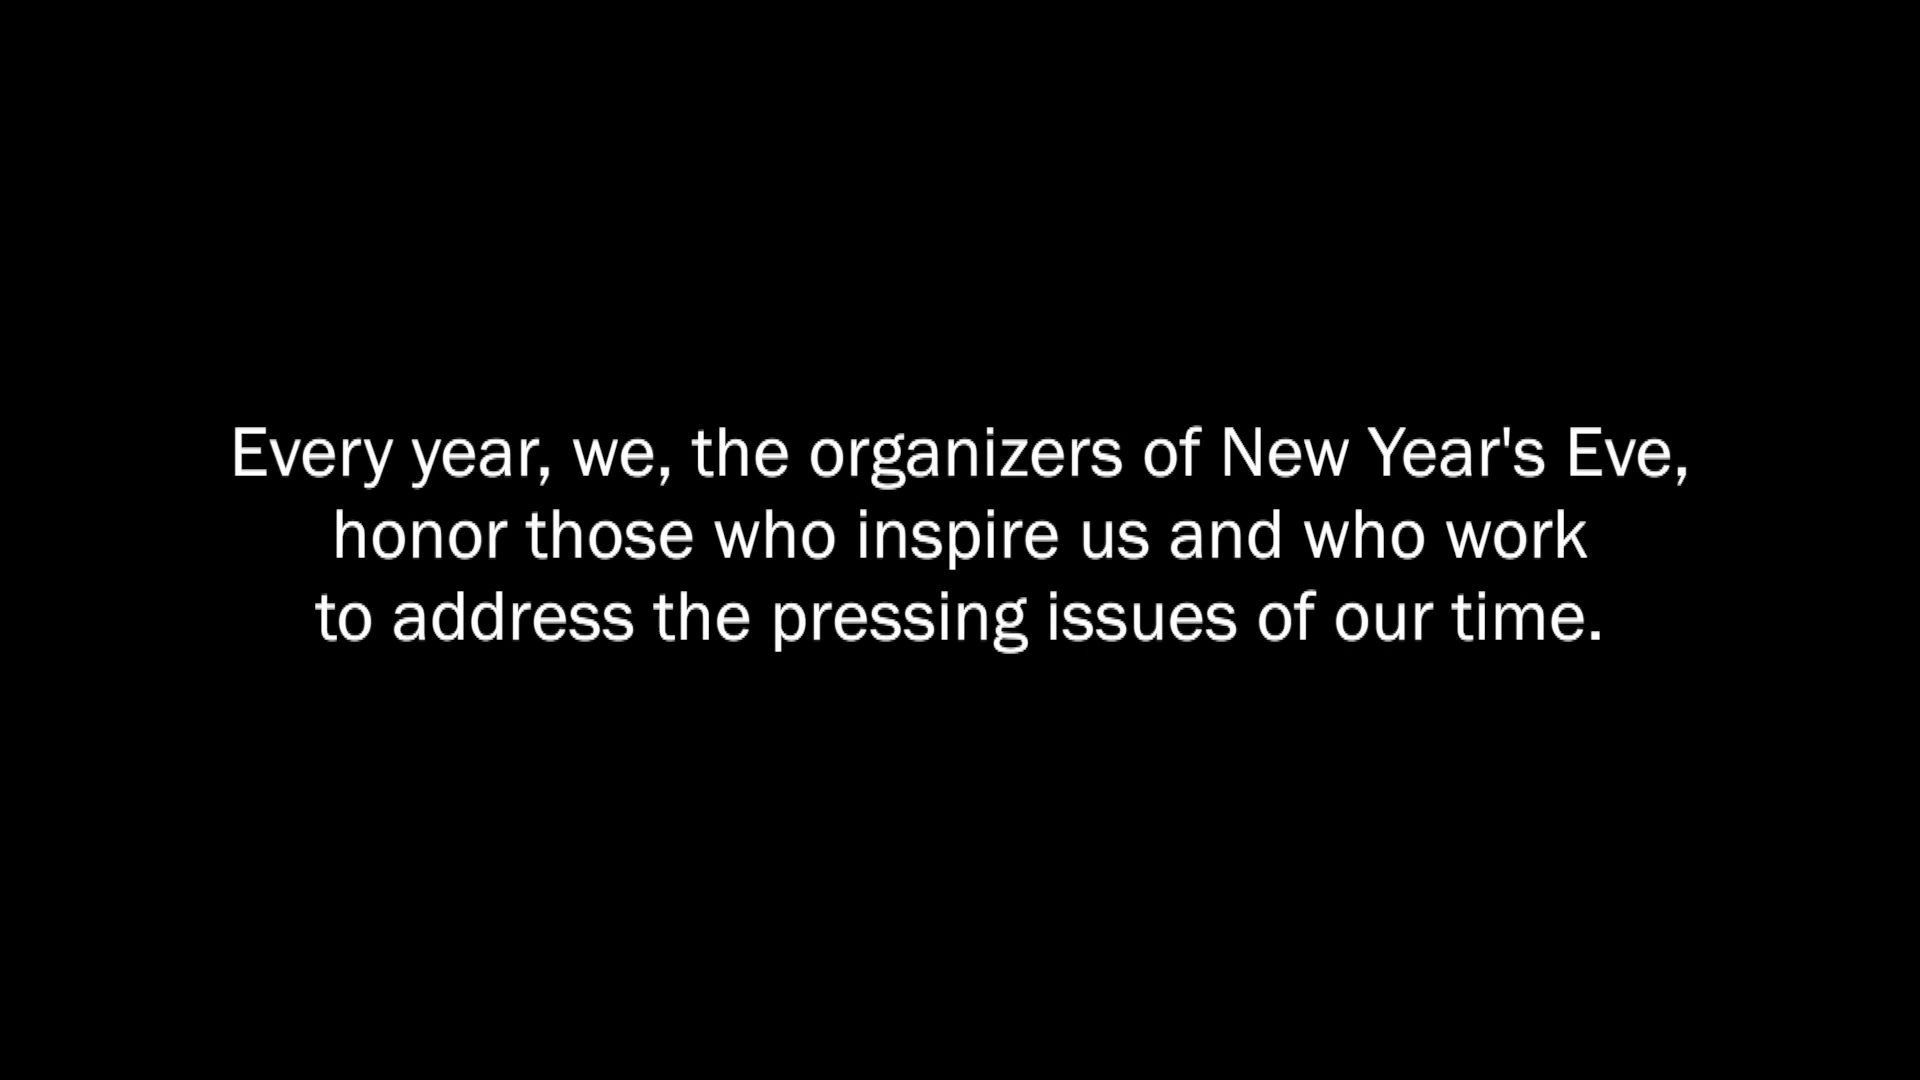 Every year, we, the organizers of New Year's Eve,
honor those who inspire us and who work
to address the pressing issues of our time.